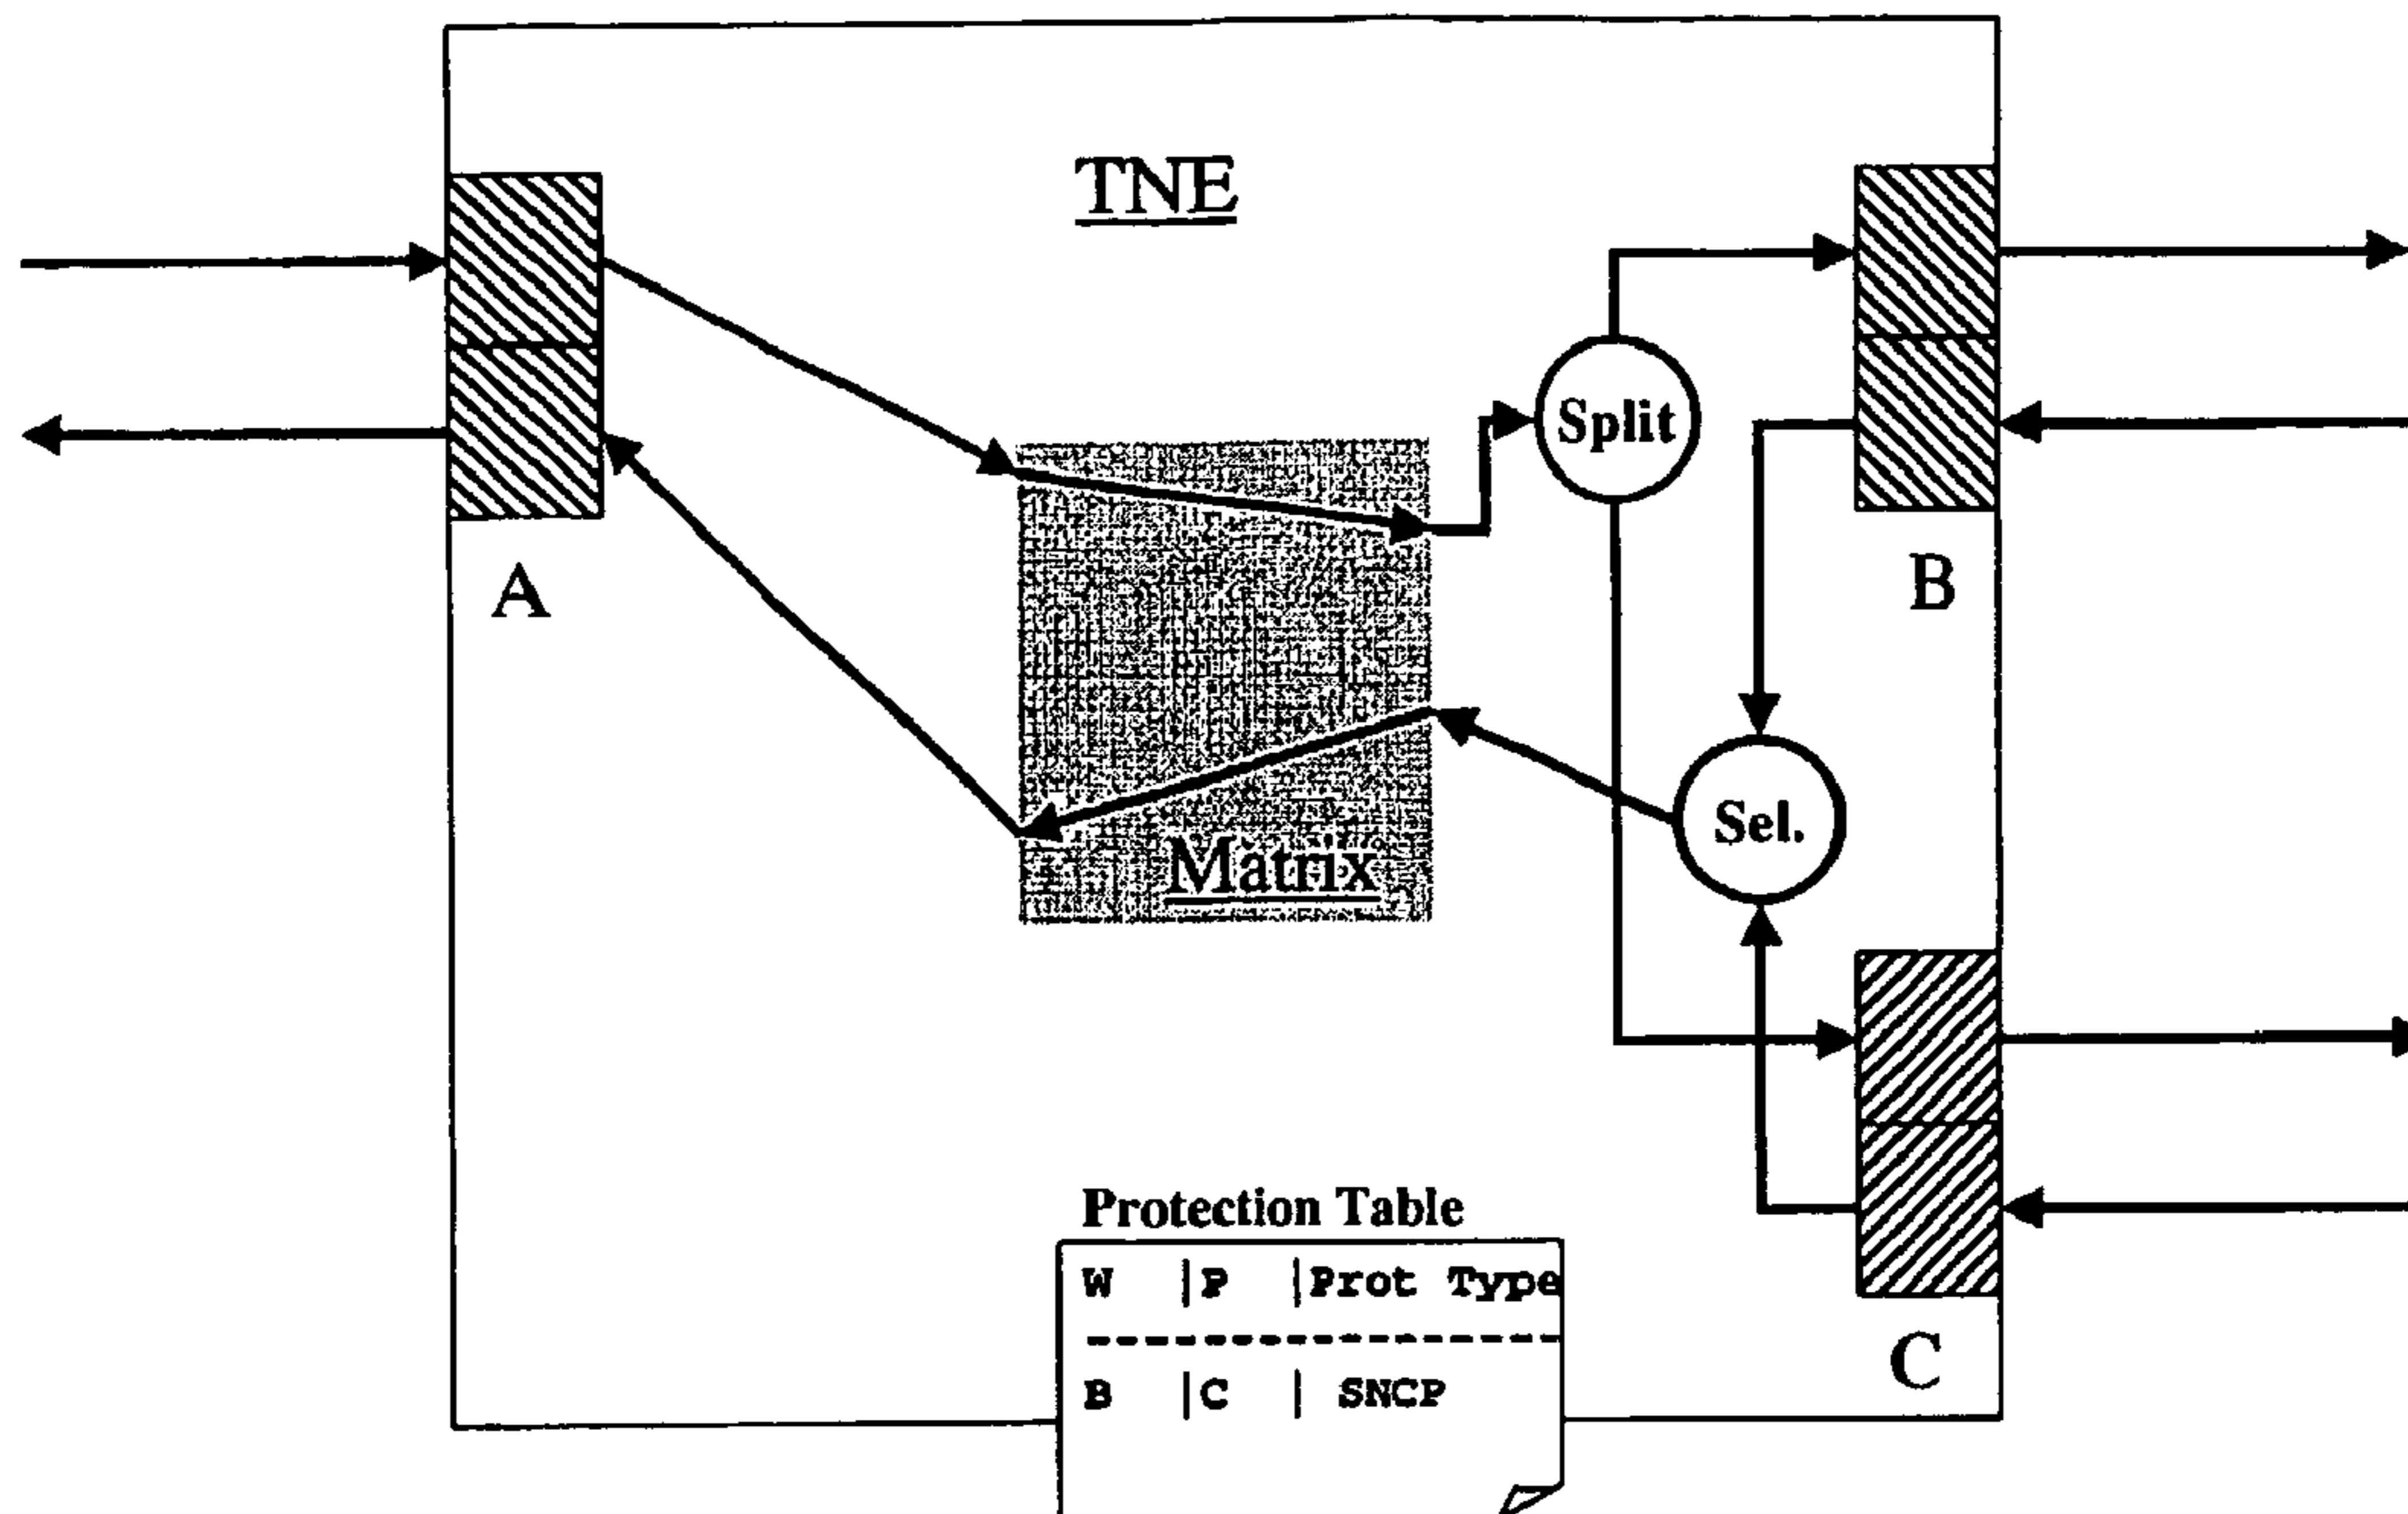 TNE
Split
A
B
Sel.
Matrix
Protection Table
W |P |Prot Type
---------------
B |C | SNCP
C